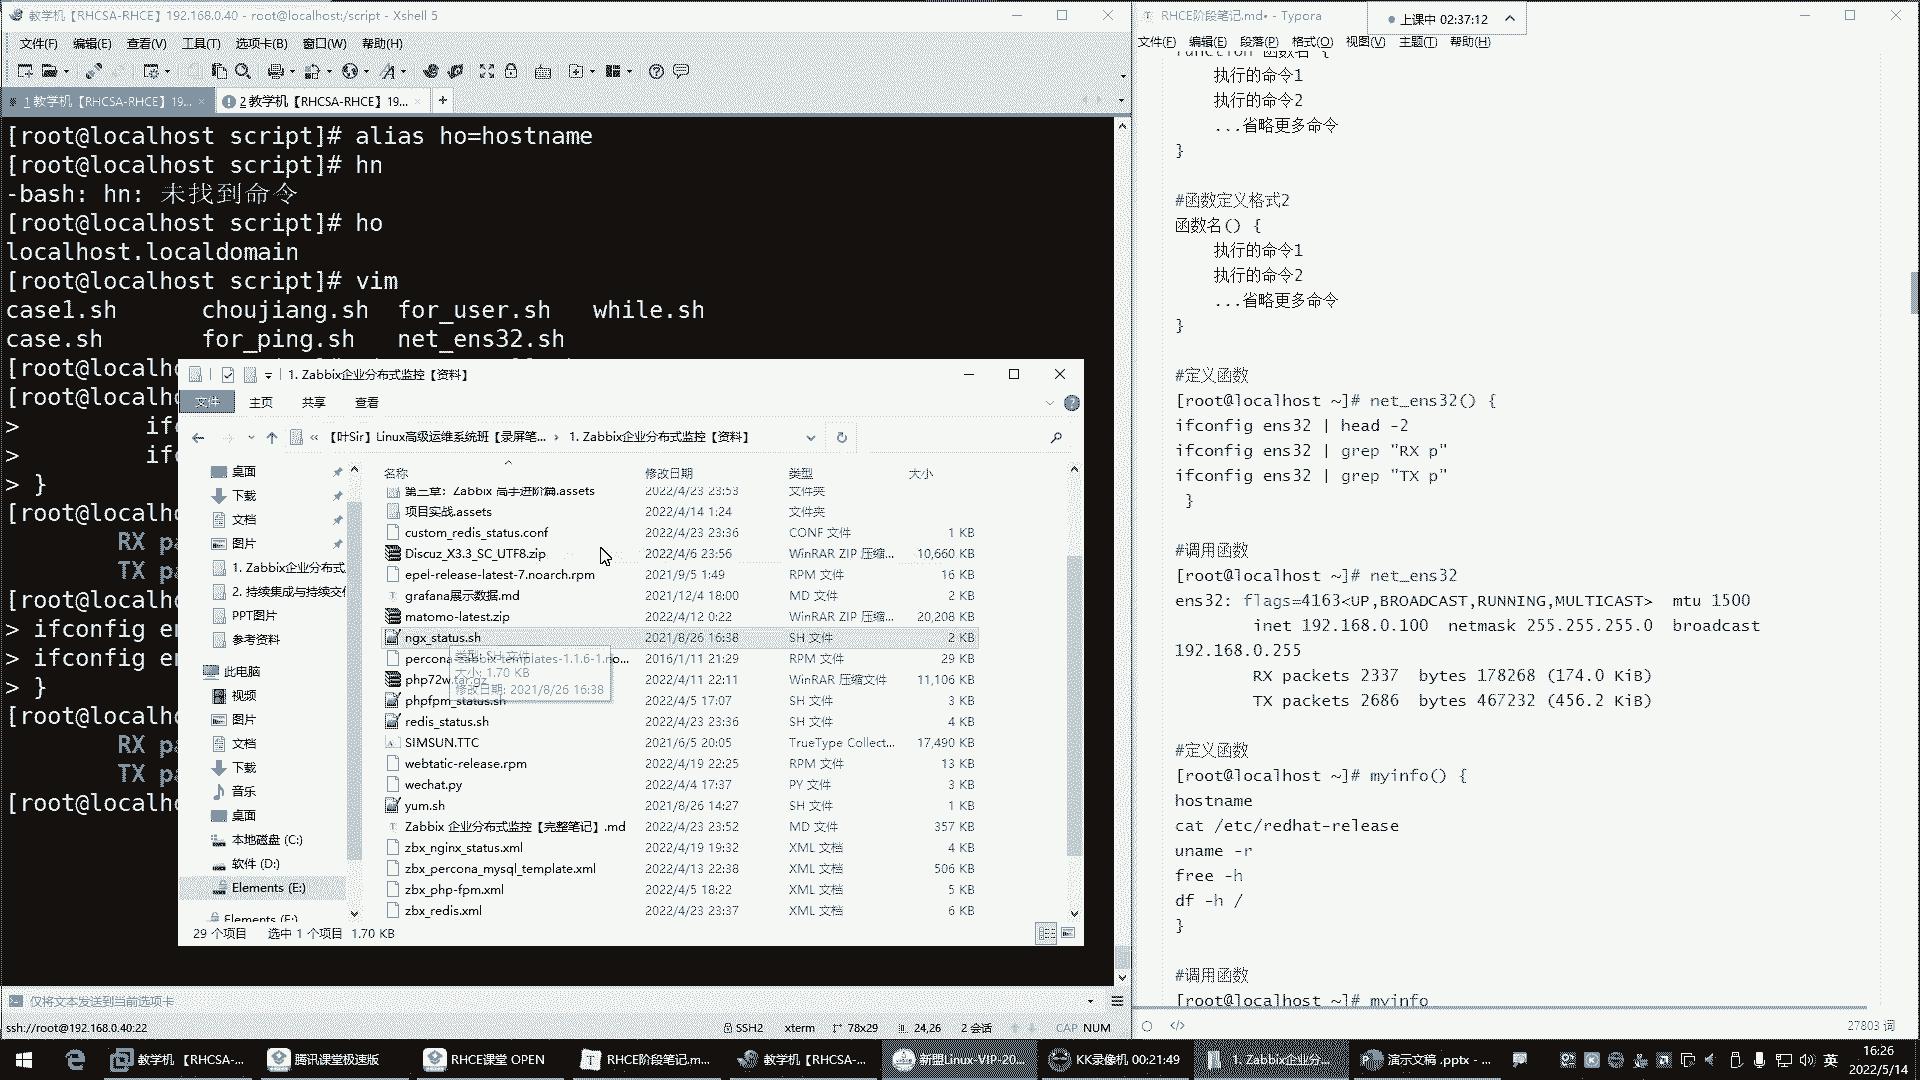 教学机【RHCSA-RHCE】192.168.0.40 - root@localhost:/script - Xshell 5
文件(F) 编辑(E) 查看(V) 工具(T) 选项卡(B) 窗口(W) 帮助(H)
1 教学机【RHCSA-RHCE】19...
2 教学机【RHCSA-RHCE】19...
[root@localhost script]# alias ho=hostname
[root@localhost script]# hn
-bash: hn: 未找到命令
[root@localhost script]# ho
localhost.localdomain
[root@localhost script]# vim
case1.sh choujiang.sh for_user.sh while.sh
case.sh for_ping.sh net_ens32.sh
[root@localh
[root@localh
> if
> if
> }
[root@localh
RX pa
TX pa
[root@localh
> ifconfig en
> ifconfig en
> }
[root@localh
RX pa
TX pa
[root@localh
1. Zabbix企业分布式监控【资料】
文件 主页 共享 查看
« 【叶Sir】Linux高级运维系统班【录屏笔... › 1. Zabbix企业分布式监控【资料】
桌面
下载
文档
图片
1. Zabbix企业分布式
2. 持续集成与持续交付
PPT图片
参考资料
此电脑
视频
图片
文档
下载
音乐
桌面
本地磁盘 (C:)
软件 (D:)
Elements (E:)
Elements (E:)
名称 修改日期 类型 大小
第三章：Zabbix 高手进阶篇.assets 2022/4/23 23:53 文件夹
项目实战.assets 2022/4/14 1:24 文件夹
custom_redis_status.conf 2022/4/23 23:36 CONF 文件 1 KB
Discuz_X3.3_SC_UTF8.zip 2022/4/6 23:56 WinRAR ZIP 压缩... 10,660 KB
epel-release-latest-7.noarch.rpm 2021/9/5 1:49 RPM 文件 16 KB
grafana展示数据.md 2021/12/4 18:00 MD 文件 2 KB
matomo-latest.zip 2022/4/12 0:22 WinRAR ZIP 压缩... 20,208 KB
ngx_status.sh 2021/8/26 16:38 SH 文件 2 KB
percona-zabbix-templates-1.1.6-1.no... 2016/1/11 21:29 RPM 文件 29 KB
php72w.tar.gz 2022/4/11 22:11 WinRAR 压缩文件 11,106 KB
phpfpm_status.sh 2022/4/5 17:07 SH 文件 3 KB
redis_status.sh 2022/4/23 23:36 SH 文件 4 KB
SIMSUN.TTC 2021/6/5 20:05 TrueType Collect... 17,490 KB
webtatic-release.rpm 2022/4/19 22:25 RPM 文件 13 KB
wechat.py 2022/4/4 17:37 PY 文件 3 KB
yum.sh 2021/8/26 14:27 SH 文件 1 KB
Zabbix 企业分布式监控【完整笔记】.md 2022/4/23 23:52 MD 文件 357 KB
zbx_nginx_status.xml 2022/4/19 19:32 XML 文档 4 KB
zbx_percona_mysql_template.xml 2022/4/13 22:38 XML 文档 506 KB
zbx_php-fpm.xml 2022/4/5 18:22 XML 文档 5 KB
zbx_redis.xml 2022/4/23 23:37 XML 文档 6 KB
类型: SH 文件
大小: 1.70 KB
修改日期: 2021/8/26 16:38
29 个项目 选中 1 个项目 1.70 KB
仅将文本发送到当前选项卡
ssh://root@192.168.0.40:22 SSH2 xterm 78x29 24,26 2 会话 CAP NUM
RHCE阶段笔记.md• - Typora
上课中 02:37:12
文件(F) 编辑(E) 段落(P) 格式(O) 视图(V) 主题(T) 帮助(H)
function 函数名 {
执行的命令1
执行的命令2
...省略更多命令
}
#函数定义格式2
函数名() {
执行的命令1
执行的命令2
...省略更多命令
}
#定义函数
[root@localhost ~]# net_ens32() {
ifconfig ens32 | head -2
ifconfig ens32 | grep "RX p"
ifconfig ens32 | grep "TX p"
}
#调用函数
[root@localhost ~]# net_ens32
ens32: flags=4163<UP,BROADCAST,RUNNING,MULTICAST> mtu 1500
inet 192.168.0.100 netmask 255.255.255.0 broadcast
192.168.0.255
RX packets 2337 bytes 178268 (174.0 KiB)
TX packets 2686 bytes 467232 (456.2 KiB)
#定义函数
[root@localhost ~]# myinfo() {
hostname
cat /etc/redhat-release
uname -r
free -h
df -h /
}
#调用函数
[root@localhost ~]# myinfo
27803 词
教学机【RHCSA-...
腾讯课堂极速版
RHCE课堂 OPEN
RHCE阶段笔记.m...
教学机【RHCSA-...
新盟Linux-VIP-20...
KK录像机 00:21:49
1. Zabbix企业分...
演示文稿 .pptx - ...
英
16:26
2022/5/14